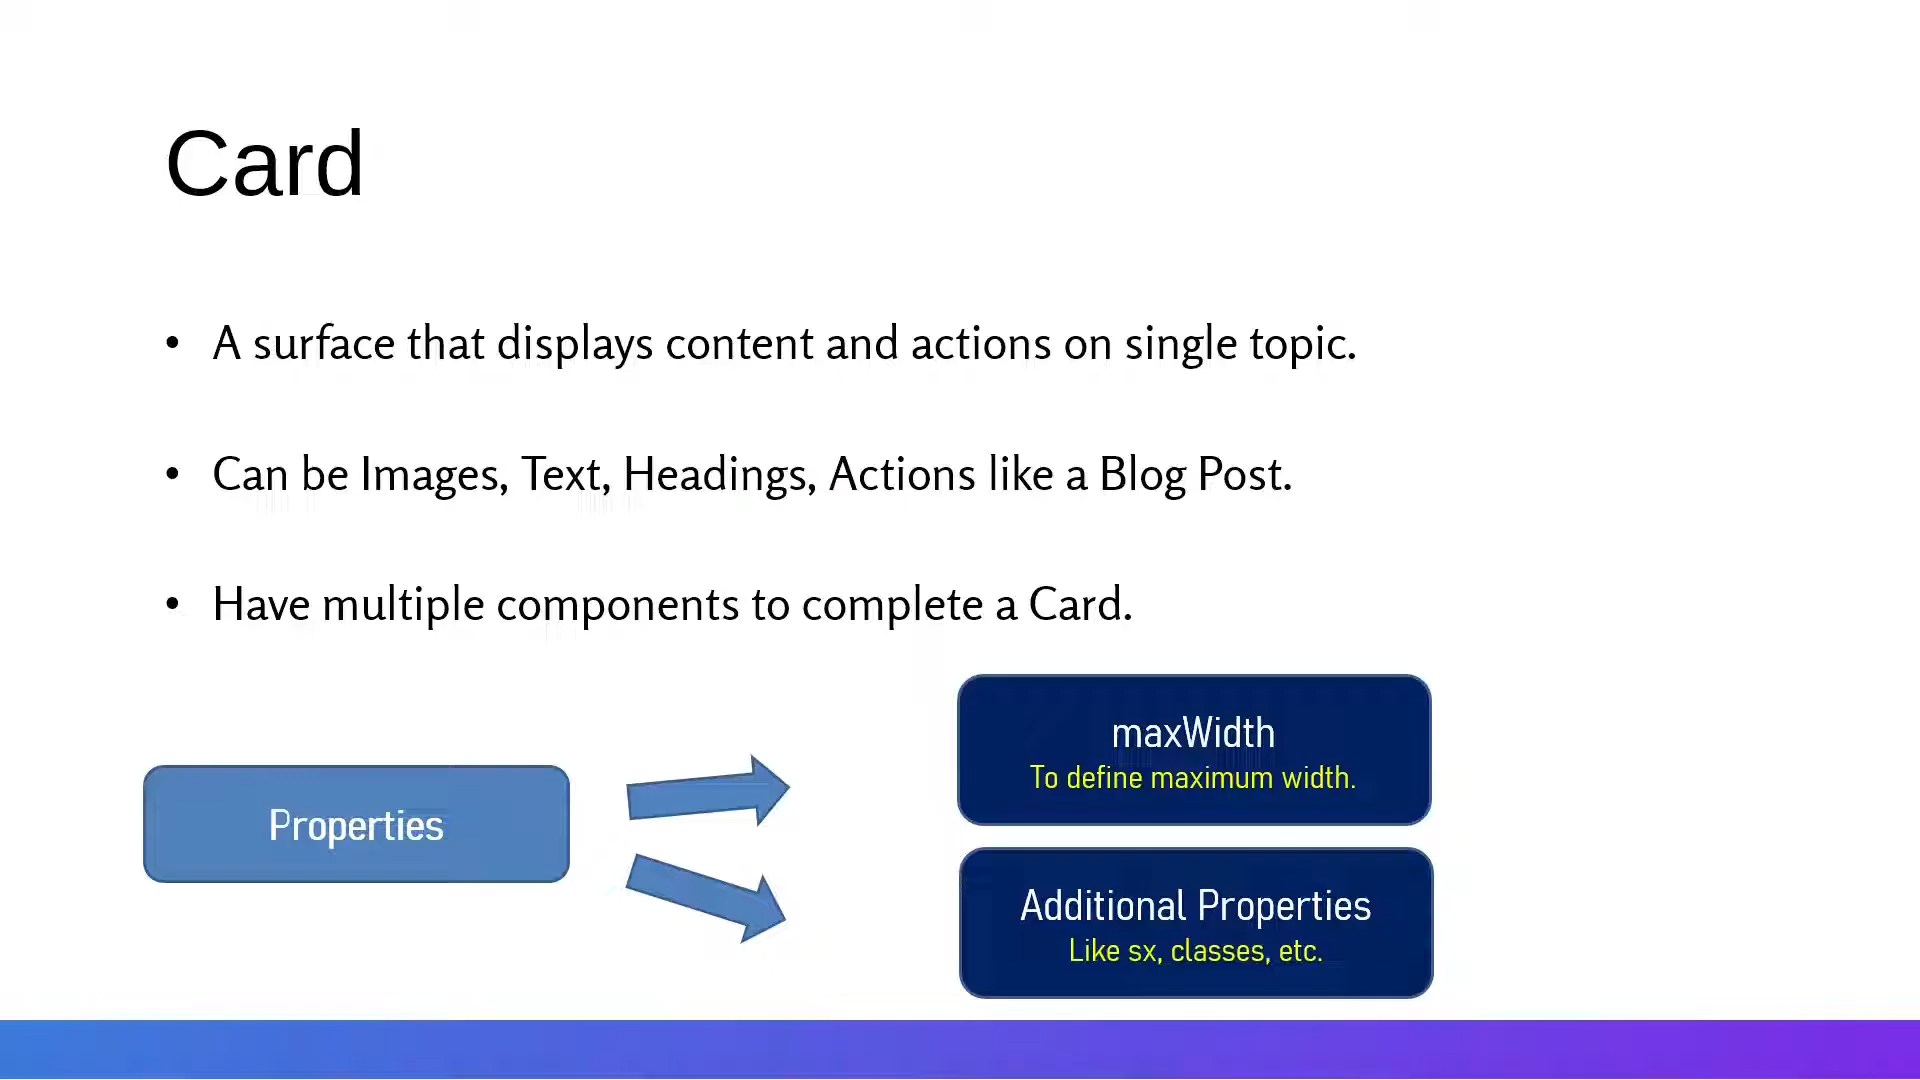 Card
• A surface that displays content and actions on single topic.
• Can be Images, Text, Headings, Actions like a Blog Post.
• Have multiple components to complete a Card.
Properties
maxWidth
To define maximum width.
Additional Properties
Like sx, classes, etc.